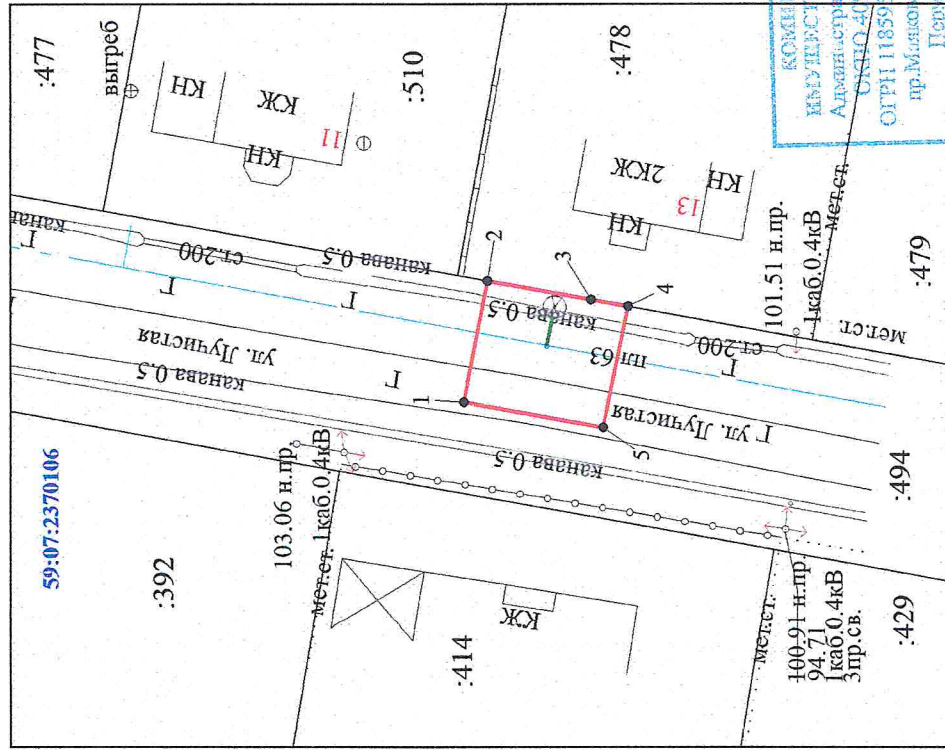 :477
выгреб
59:07:2370106
КН
КЖ
11
КН
:510
:478
канава 0.5
Г
ст.200
Г
Г
канава 0.5
ул. Лучистая
канава 0.5
Г
2
3
4
1
5
канава 0.5
пл 63
ст.200
Г
Г ул. Лучистая
канава 0.5
2КЖ
КН
КН
13
103.06 н.пр.
1каб.0.4кВ
мет.ст.
:392
:414
КЖ
101.51 н.пр.
1каб.0.4кВ
мет.ст.
мет.ст.
:479
:494
мет.ст.
100.91 н.пр.
94.71
1каб.0.4кВ
3пр.св.
:429